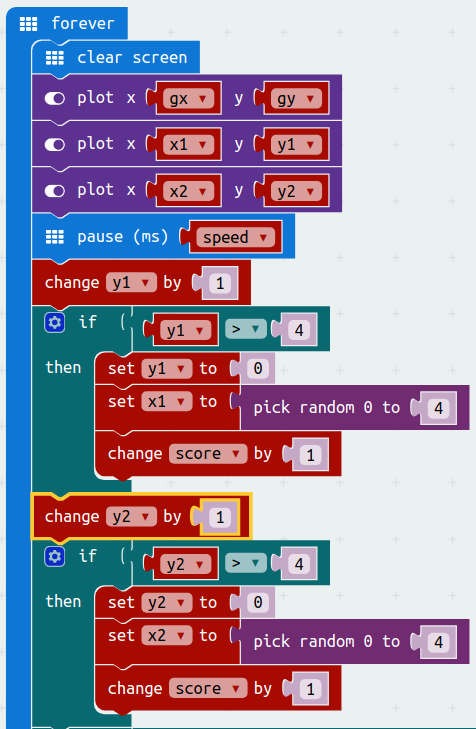 forever
clear screen
plot x gx y gy
plot x x1 y y1
plot x x2 y y2
pause (ms) speed
change y1 by 1
if y1 > 4
then set y1 to 0
set x1 to pick random 0 to 4
change score by 1
change y2 by 1
if y2 > 4
then set y2 to 0
set x2 to pick random 0 to 4
change score by 1